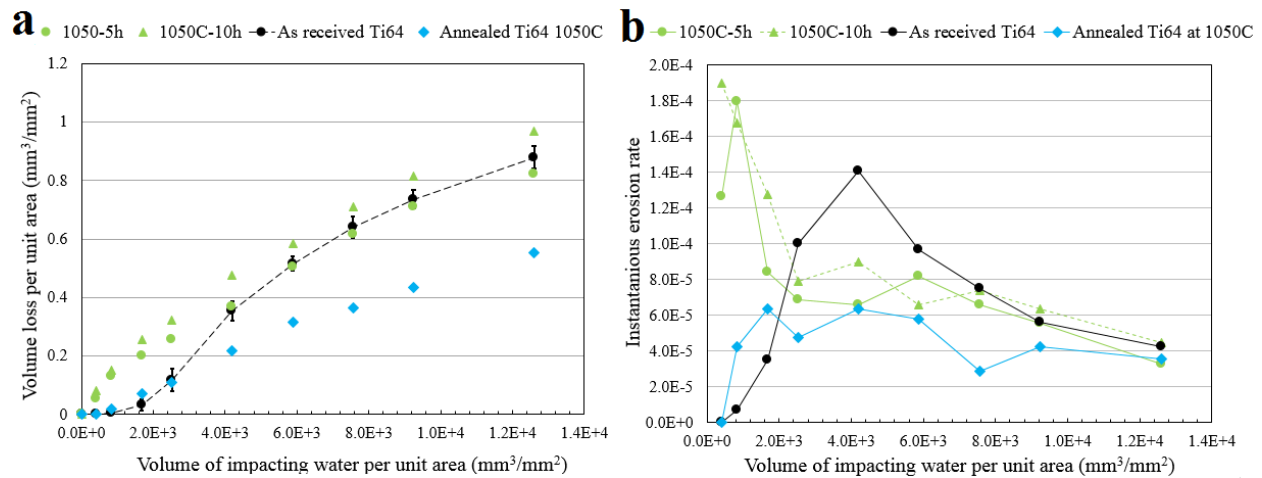 a
1050-5h 1050C-10h As received Ti64 Annealed Ti64 1050C
1.2
1
0.8
0.6
0.4
0.2
0
Volume loss per unit area (mm³/mm²)
0.0E+0 2.0E+3 4.0E+3 6.0E+3 8.0E+3 1.0E+4 1.2E+4 1.4E+4
Volume of impacting water per unit area (mm³/mm²)
b
1050C-5h 1050C-10h As received Ti64 Annealed Ti64 at 1050C
2.0E-4
1.8E-4
1.6E-4
1.4E-4
1.2E-4
1.0E-4
8.0E-5
6.0E-5
4.0E-5
2.0E-5
0.0E+0
Instantanious erosion rate
0.0E+0 2.0E+3 4.0E+3 6.0E+3 8.0E+3 1.0E+4 1.2E+4 1.4E+4
Volume of impacting water per unit area (mm³/mm²)